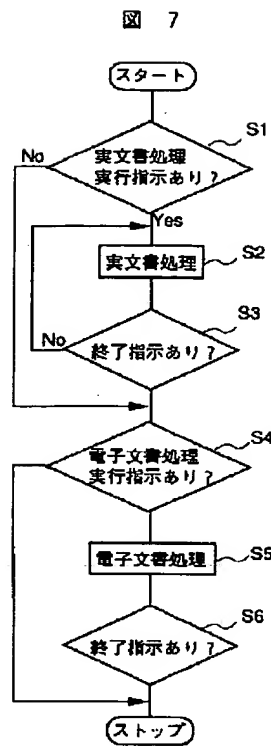 図 7
スタート
S1
No
実文書処理
実行指示あり?
Yes
S2
実文書処理
S3
No
終了指示あり?
S4
電子文書処理
実行指示あり?
電子文書処理
S5
S6
終了指示あり?
ストップ